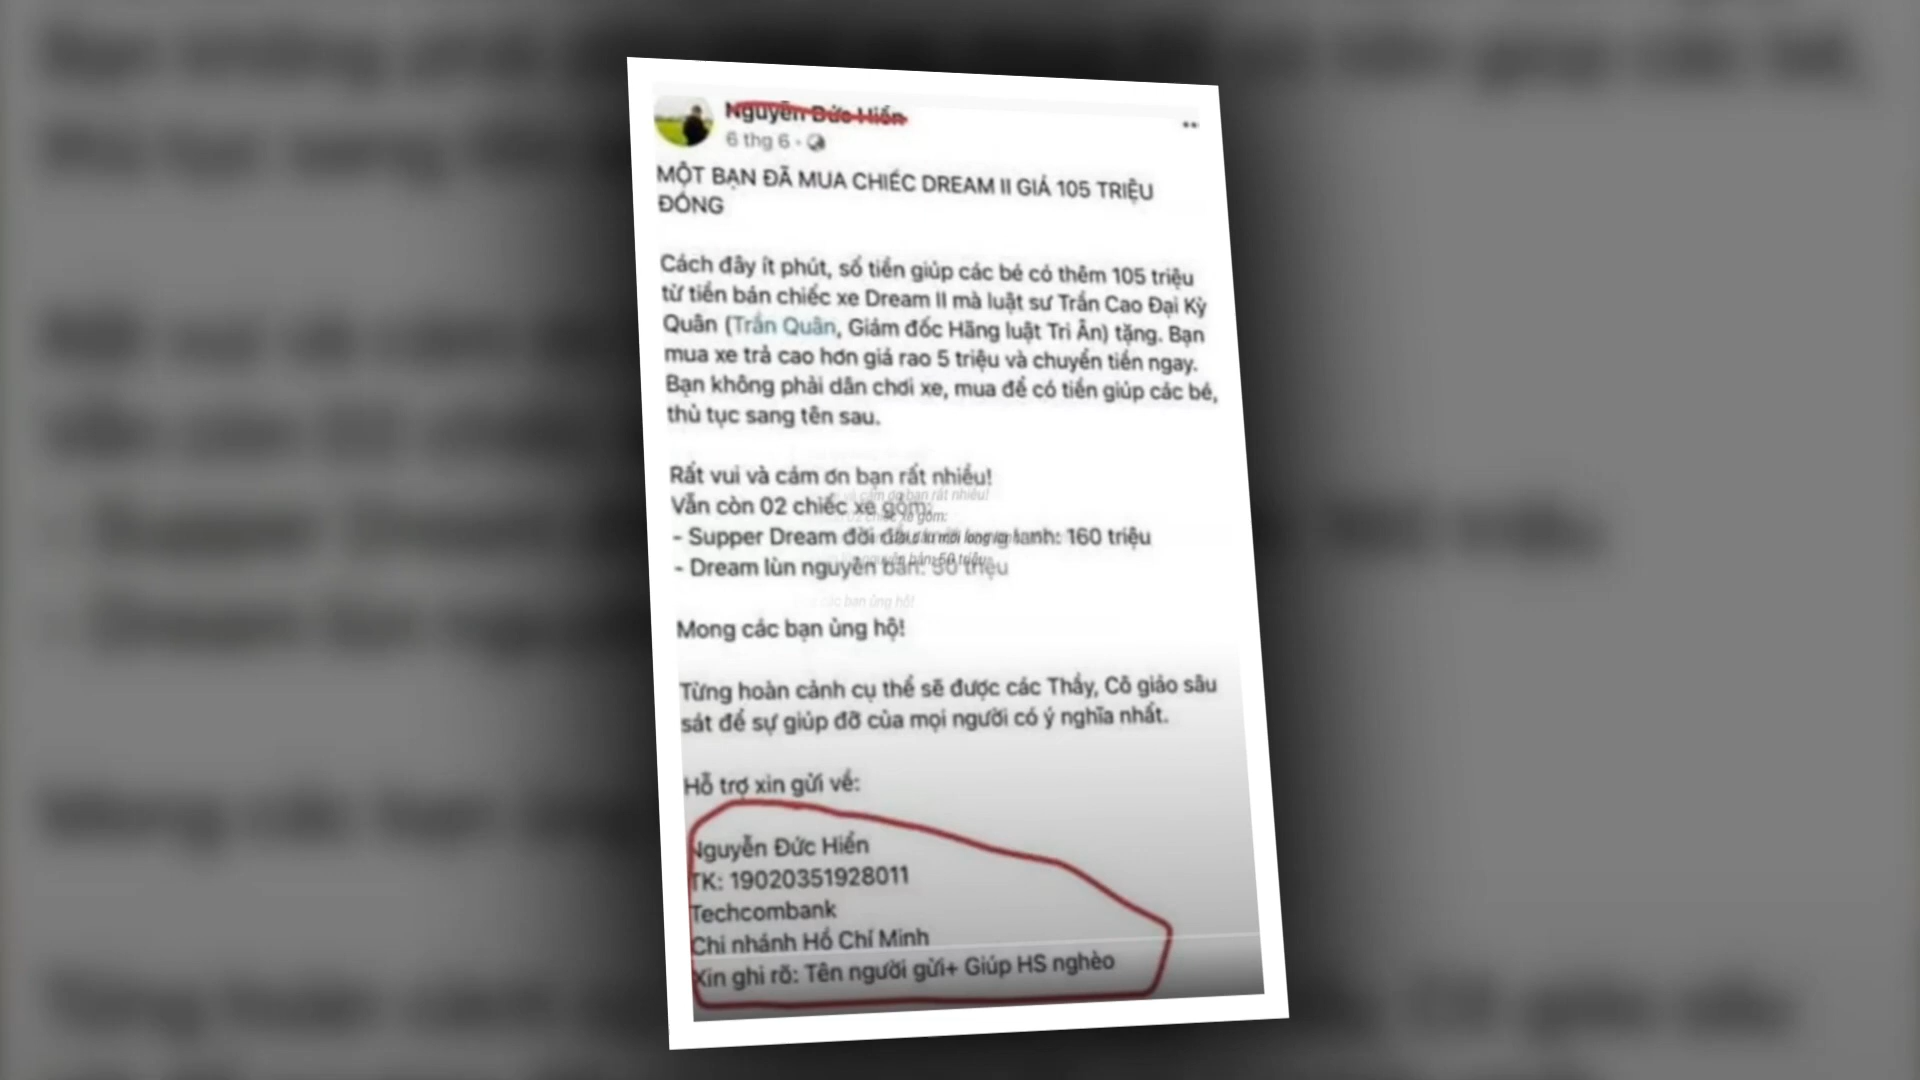 Nguyễn Đức Hiển
6 thg 6
MỘT BẠN ĐÃ MUA CHIẾC DREAM II GIÁ 105 TRIỆU
ĐỒNG
Cách đây ít phút, số tiền giúp các bé có thêm 105 triệu
từ tiền bán chiếc xe Dream II mà luật sư Trần Cao Đại Kỳ
Quân (Trần Quân, Giám đốc Hãng luật Tri Ân) tặng. Bạn
mua xe trả cao hơn giá rao 5 triệu và chuyển tiền ngay.
Bạn không phải dân chơi xe, mua để có tiền giúp các bé,
thủ tục sang tên sau.
Rất vui và cám ơn bạn rất nhiều!
Vẫn còn 02 chiếc xe gồm:
- Supper Dream đời đầu lanh: 160 triệu
- Dream lùn nguyên bản: 50 triệu
Mong các bạn ủng hộ!
Từng hoàn cảnh cụ thể sẽ được các Thầy, Cô giáo sâu
sát để sự giúp đỡ của mọi người có ý nghĩa nhất.
Hỗ trợ xin gửi về:
Nguyễn Đức Hiển
TK: 19020351928011
Techcombank
Chi nhánh Hồ Chí Minh
Xin ghi rõ: Tên người gửi+ Giúp HS nghèo